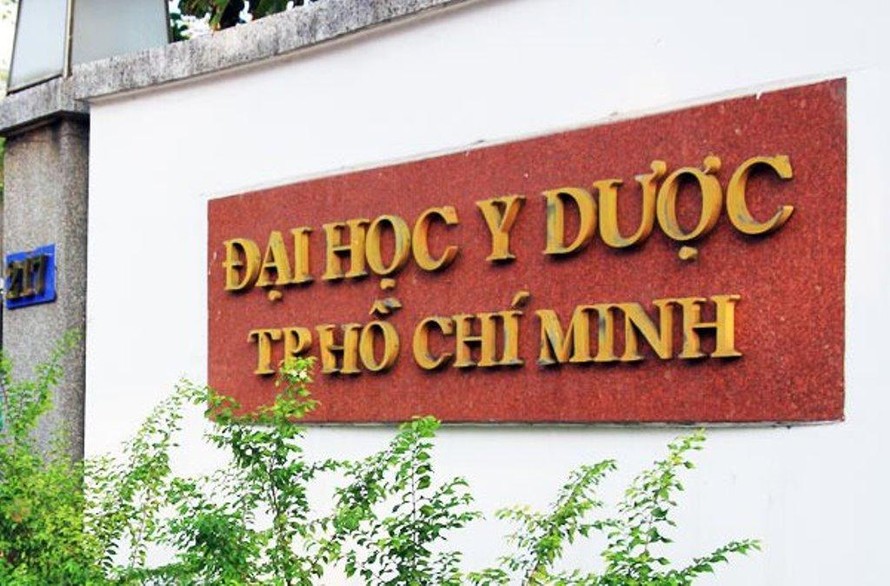 217
ĐẠI HỌC Y DƯỢC
TP.HỒ CHÍ MINH